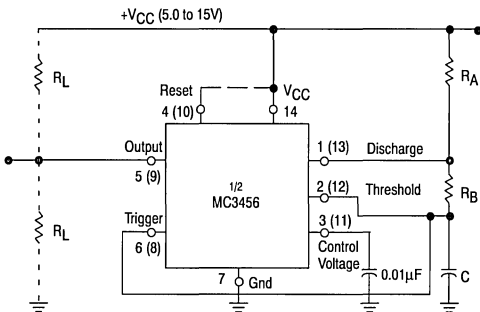 +VCC (5.0 to 15V)
RL
Reset
4 (10)
VCC
14
RA
Output
5 (9)
1 (13)
Discharge
1/2
MC3456
2 (12)
Threshold
RB
RL
Trigger
6 (8)
3 (11)
Control
Voltage
7
Gnd
0.01μF
C